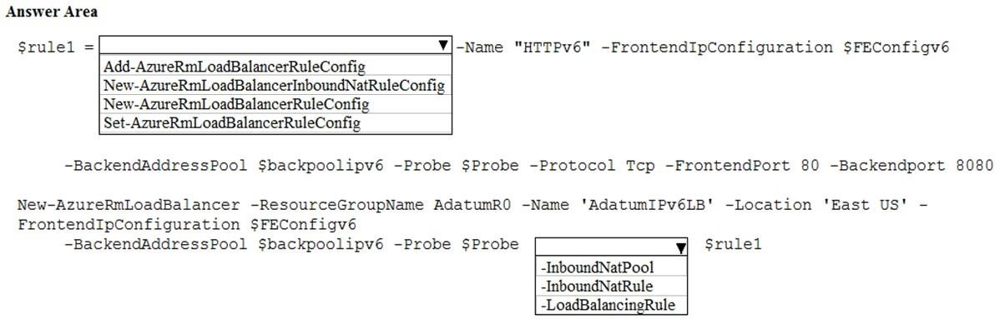 Answer Area
$rule1 = -Name "HTTPv6" -FrontendIpConfiguration $FEConfigv6
Add-AzureRmLoadBalancerRuleConfig
New-AzureRmLoadBalancerInboundNatRuleConfig
New-AzureRmLoadBalancerRuleConfig
Set-AzureRmLoadBalancerRuleConfig
-BackendAddressPool $backpoolipv6 -Probe $Probe -Protocol Tcp -FrontendPort 80 -Backendport 8080
New-AzureRmLoadBalancer -ResourceGroupName AdatumR0 -Name 'AdatumIPv6LB' -Location 'East US' -
FrontendIpConfiguration $FEConfigv6
-BackendAddressPool $backpoolipv6 -Probe $Probe $rule1
-InboundNatPool
-InboundNatRule
-LoadBalancingRule